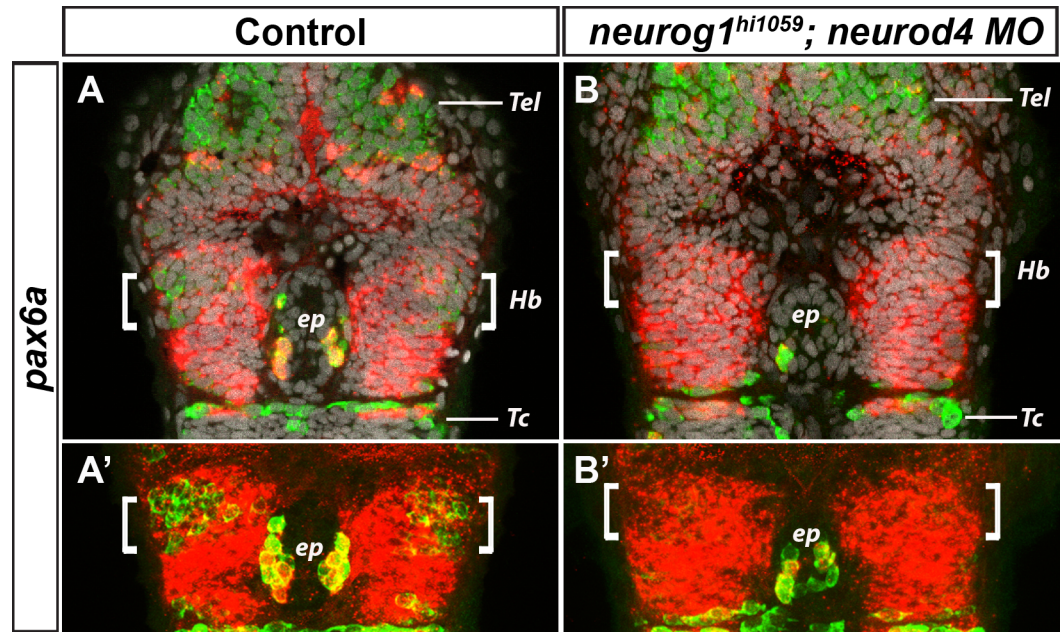 Control
neurog1hi1059; neurod4 MO
pax6a
A
Tel
Hb
ep
Tc
B
Tel
Hb
ep
Tc
A'
ep
B'
ep